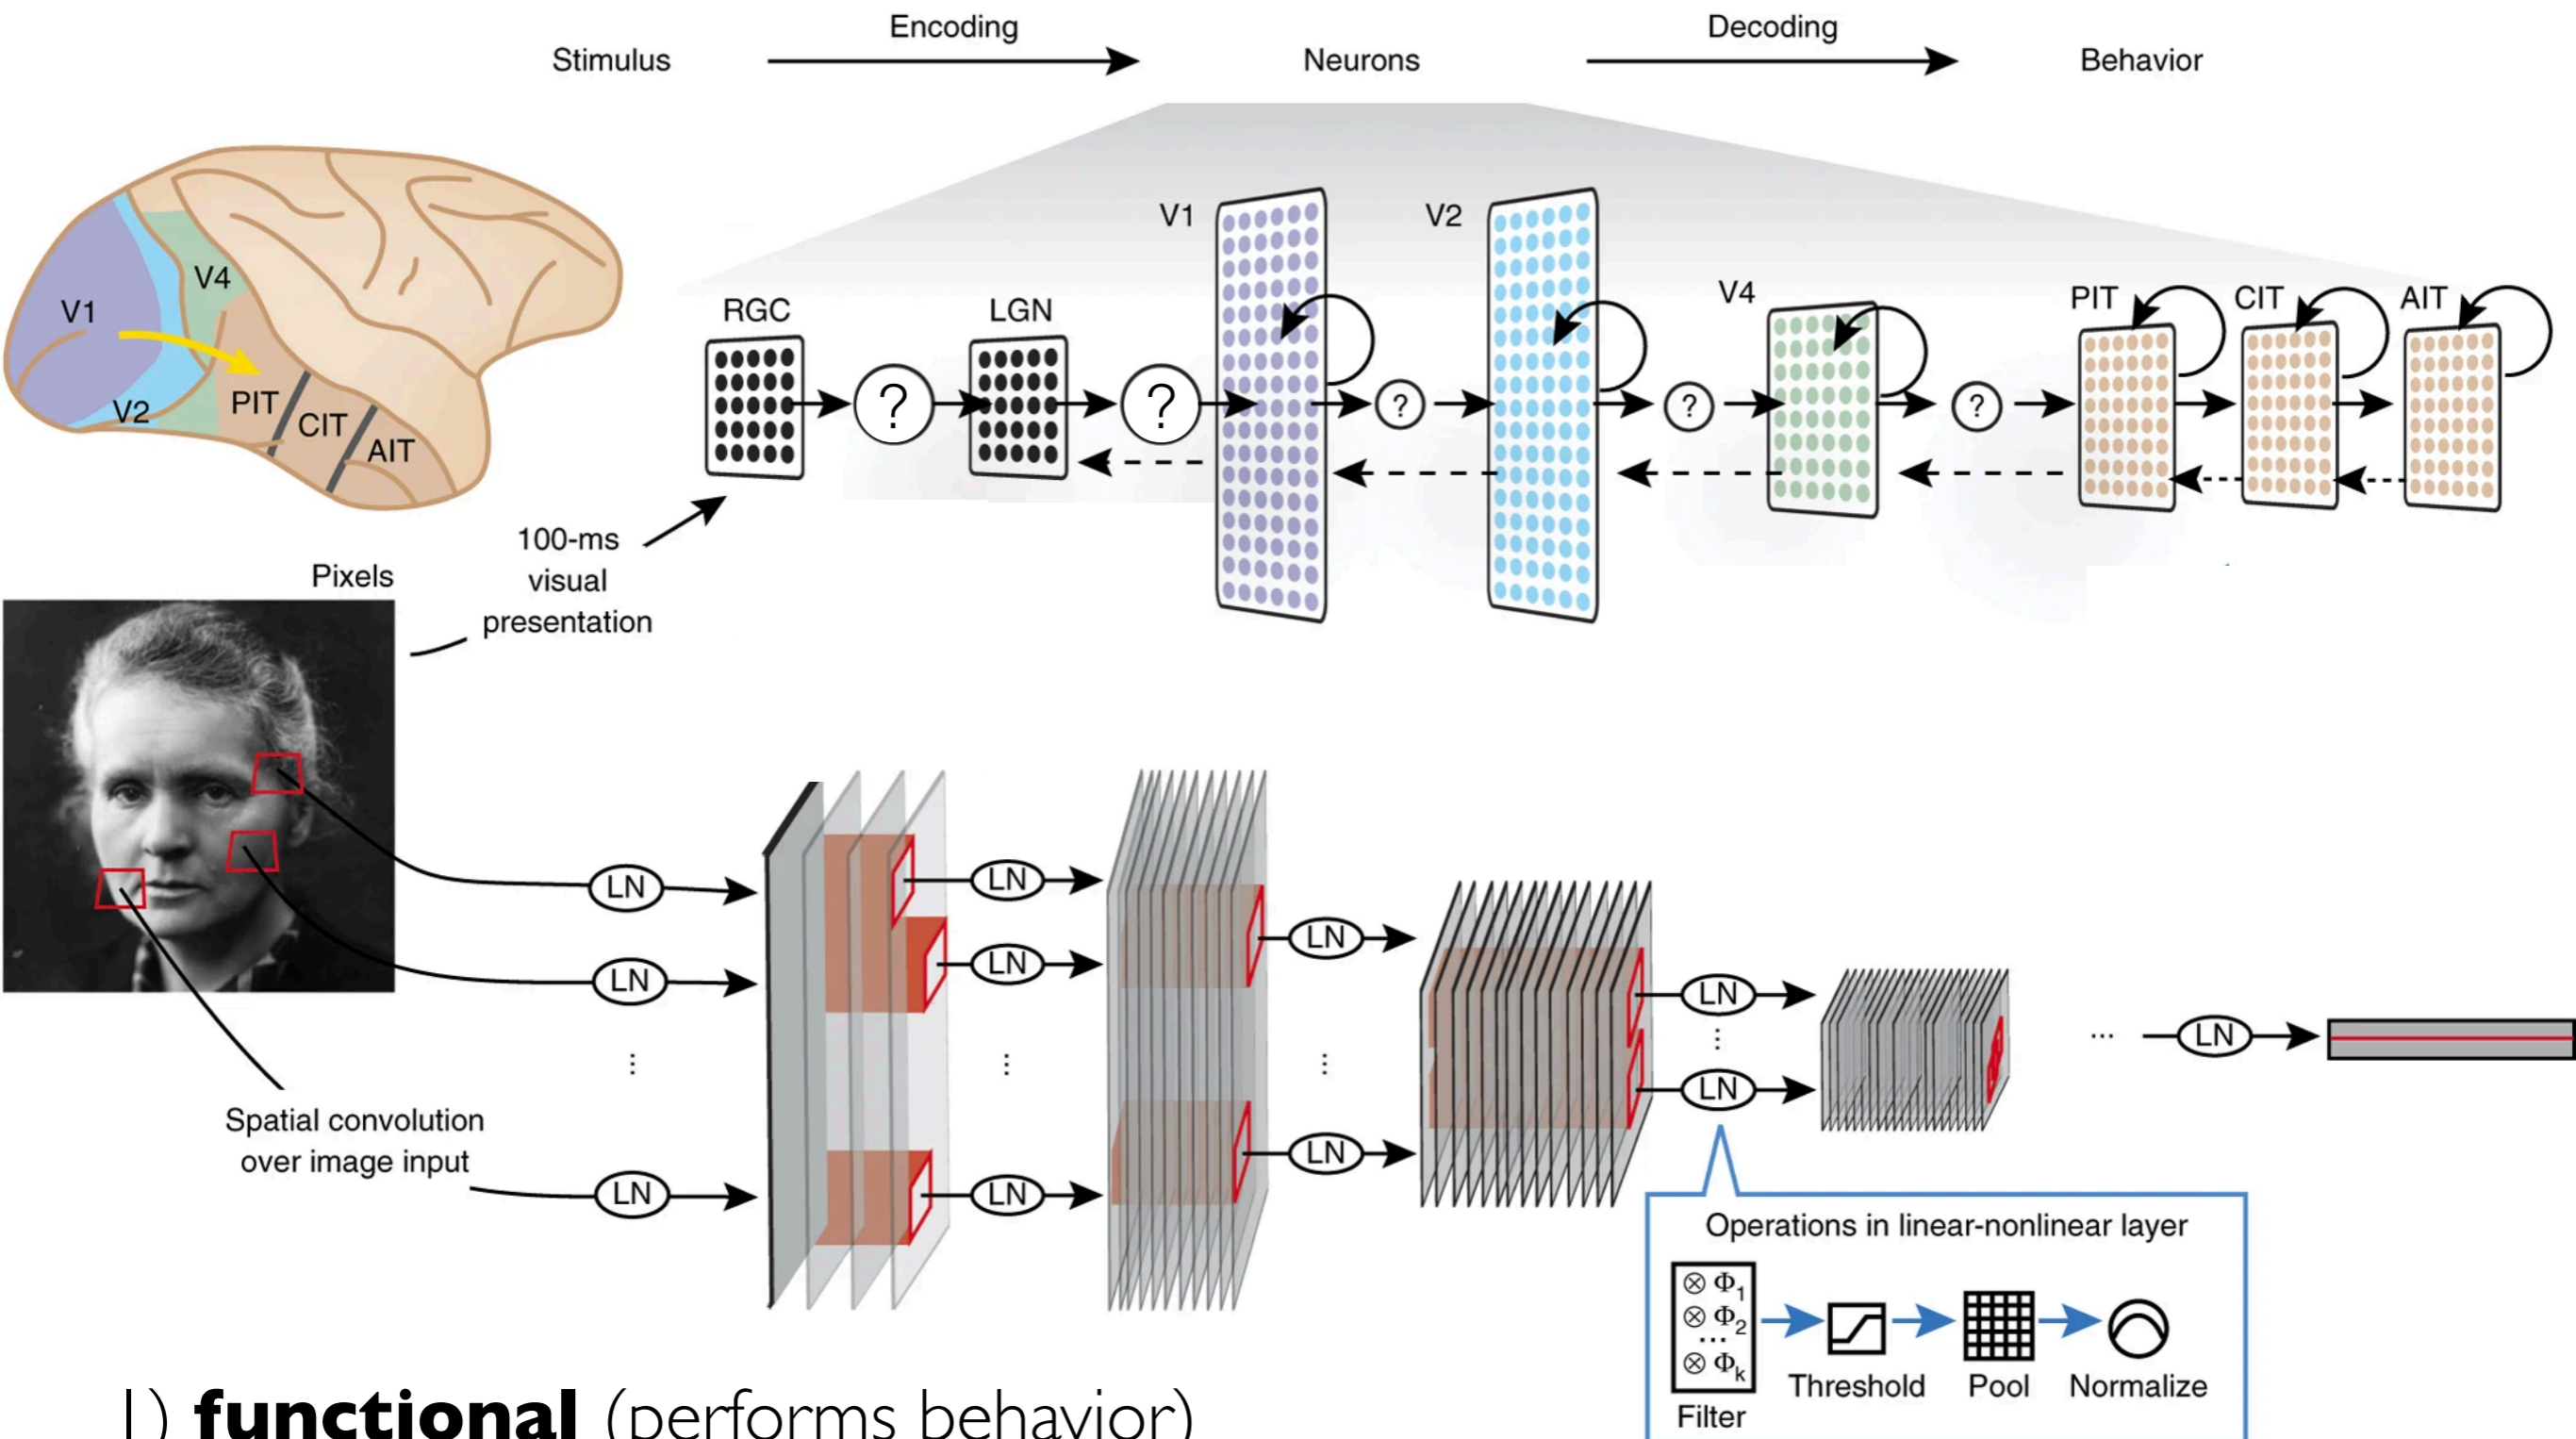 Encoding
Decoding
Stimulus
Neurons
Behavior
V1
V2
V4
PIT
CIT
AIT
RGC
LGN
V1
V2
V4
PIT
CIT
AIT
?
?
?
?
?
100-ms
visual
presentation
Pixels
LN
LN
LN
LN
LN
⋮
⋮
⋮
⋮
LN
LN
LN
... LN
LN
LN
LN
Spatial convolution
over image input
Operations in linear-nonlinear layer
⊗ Φ1
⊗ Φ2
...
⊗ Φk
Filter
Threshold
Pool
Normalize
1) functional (performs behavior)